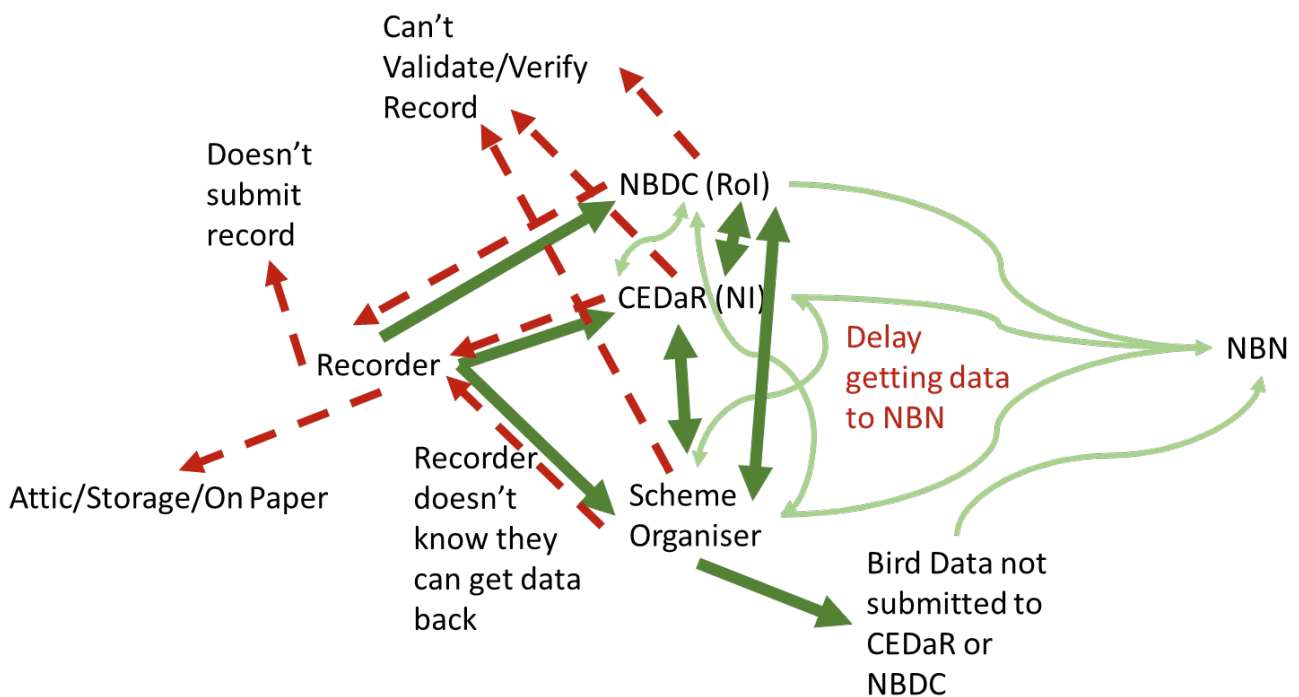 Can't
Validate/Verify
Record
Doesn't
submit
record
NBDC (RoI)
CEDaR (NI)
Recorder
Delay
getting data
to NBN
NBN
Attic/Storage/On Paper
Recorder
doesn't
know they
can get data
back
Scheme
Organiser
Bird Data not
submitted to
CEDaR or
NBDC